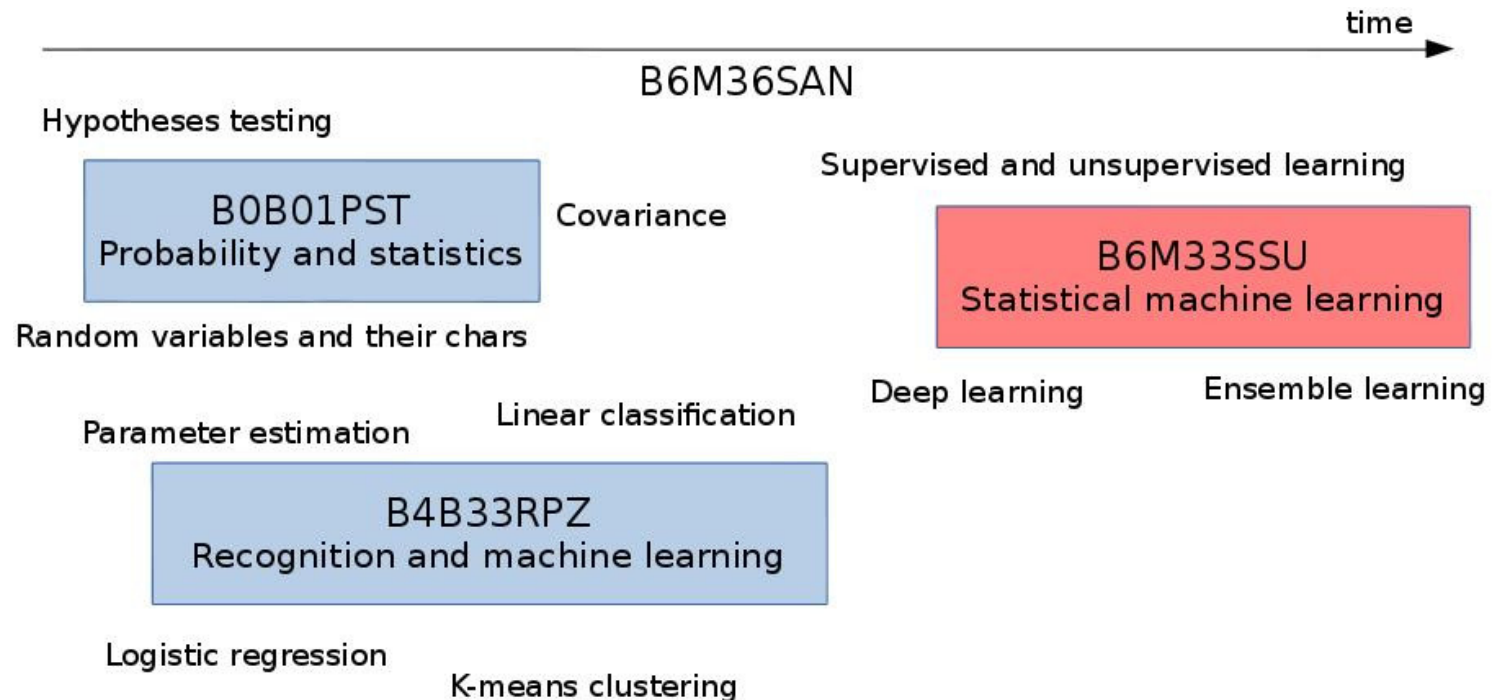 time
B6M36SAN
Hypotheses testing
Supervised and unsupervised learning
B0B01PST
Probability and statistics
Covariance
B6M33SSU
Statistical machine learning
Random variables and their chars
Deep learning
Ensemble learning
Linear classification
Parameter estimation
B4B33RPZ
Recognition and machine learning
Logistic regression
K-means clustering